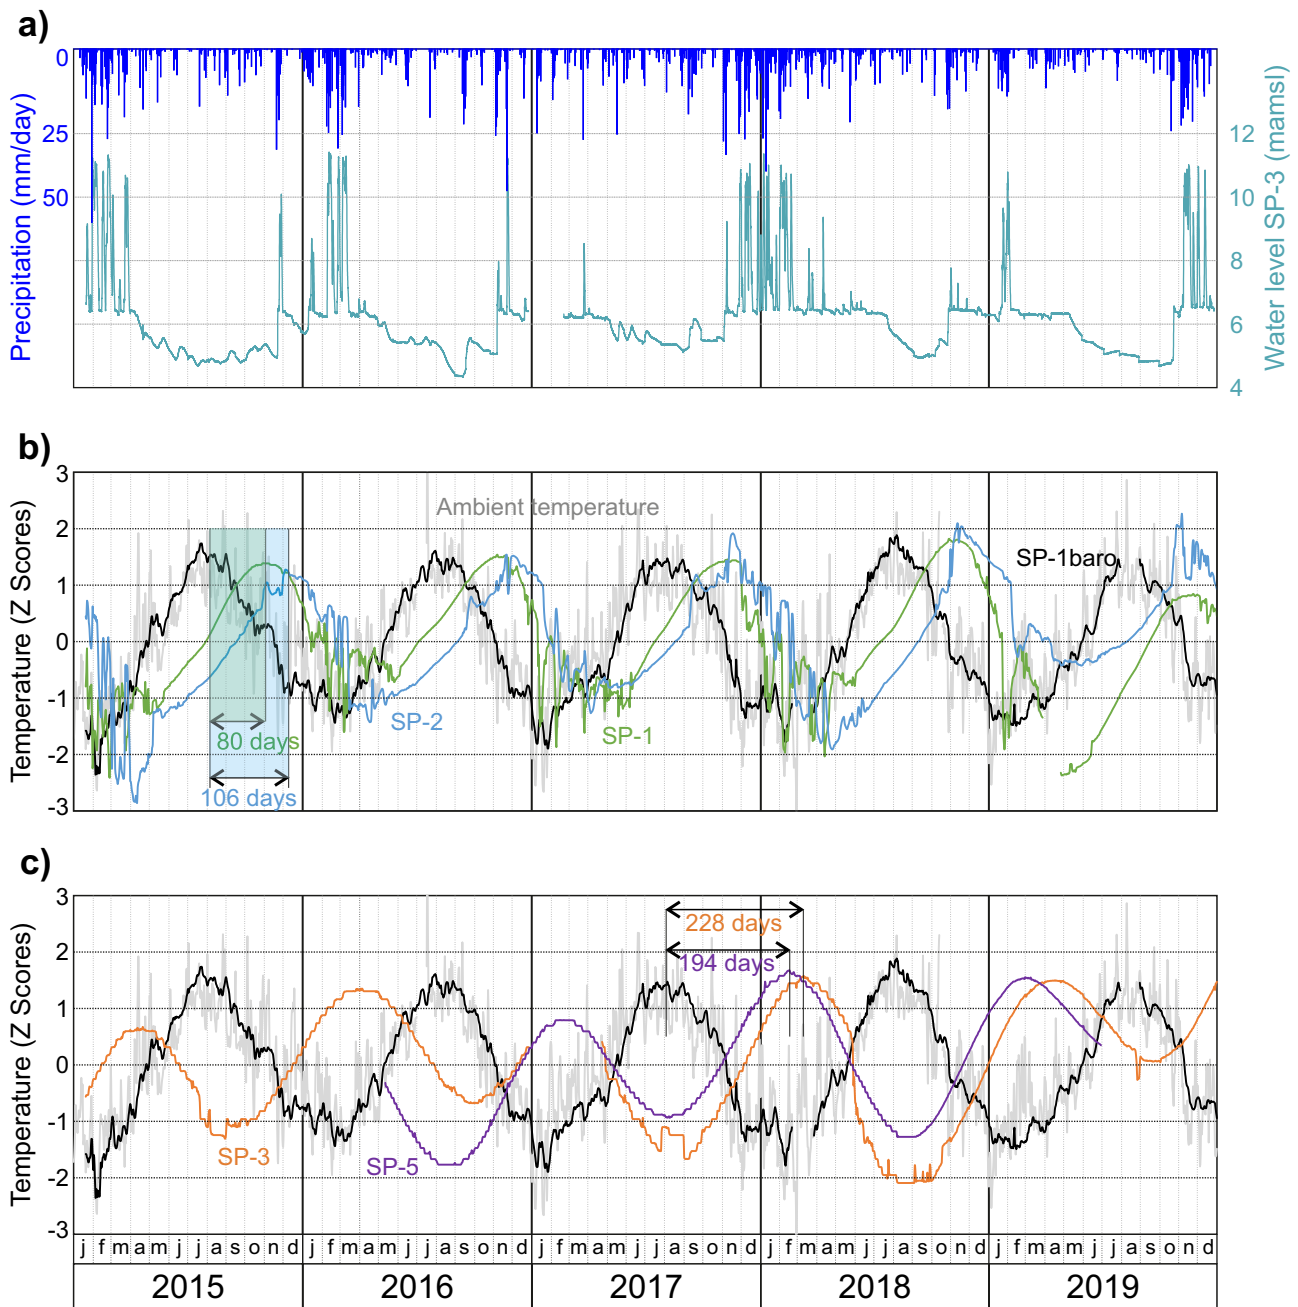 a)
Precipitation (mm/day)
0
25
50
12
10
8
6
4
Water level SP-3 (mamsl)
b)
Temperature (Z Scores)
3
2
1
0
-1
-2
-3
Ambient temperature
SP-1baro
SP-2
SP-1
80 days
106 days
c)
Temperature (Z Scores)
3
2
1
0
-1
-2
-3
228 days
194 days
SP-3
SP-5
j f m a m j j a s o n d j f m a m j j a s o n d j f m a m j j a s o n d j f m a m j j a s o n d j f m a m j j a s o n d
2015 2016 2017 2018 2019